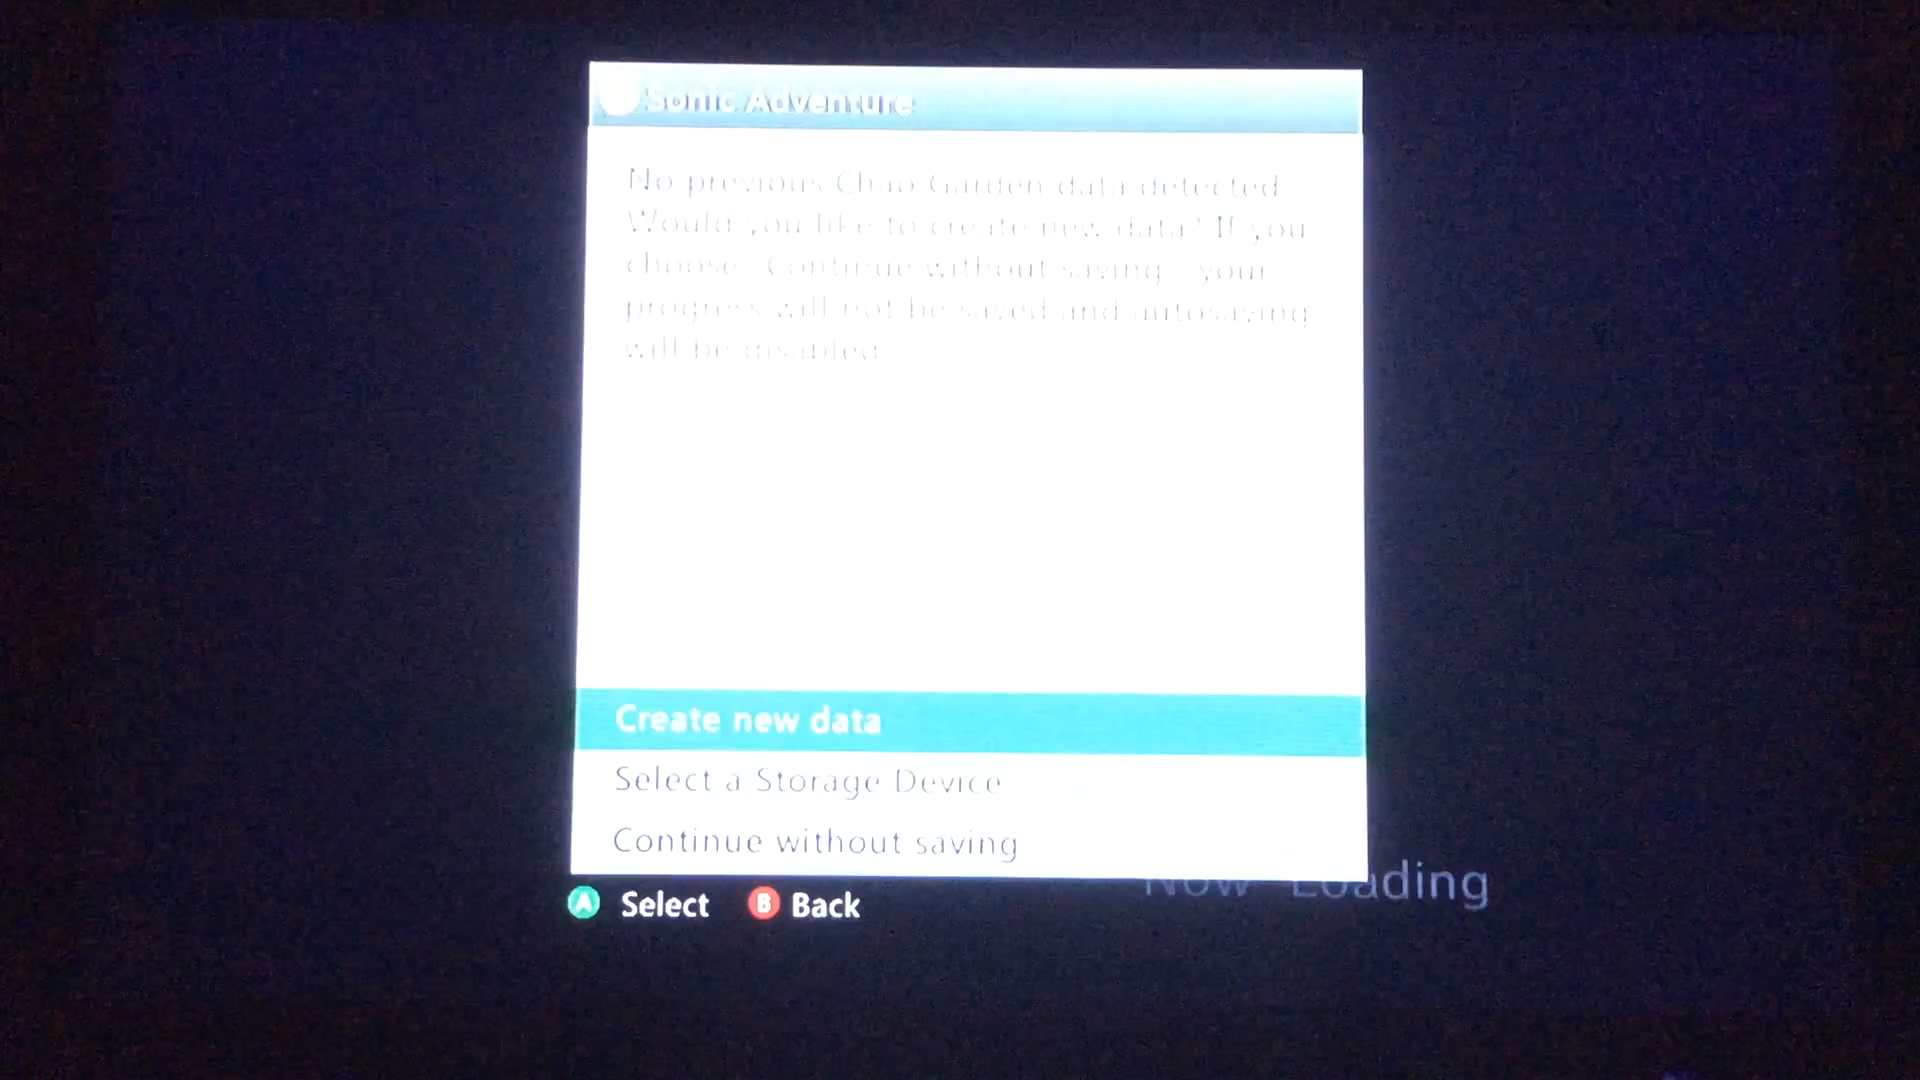 Sonic Adventure
No previous Chao Garden data detected
Would you like to create new data? If you
choose Continue without saving your
progress will not be saved and autosaving
will be disabled
Create new data
Select a Storage Device
Continue without saving
Now Loading
A Select B Back